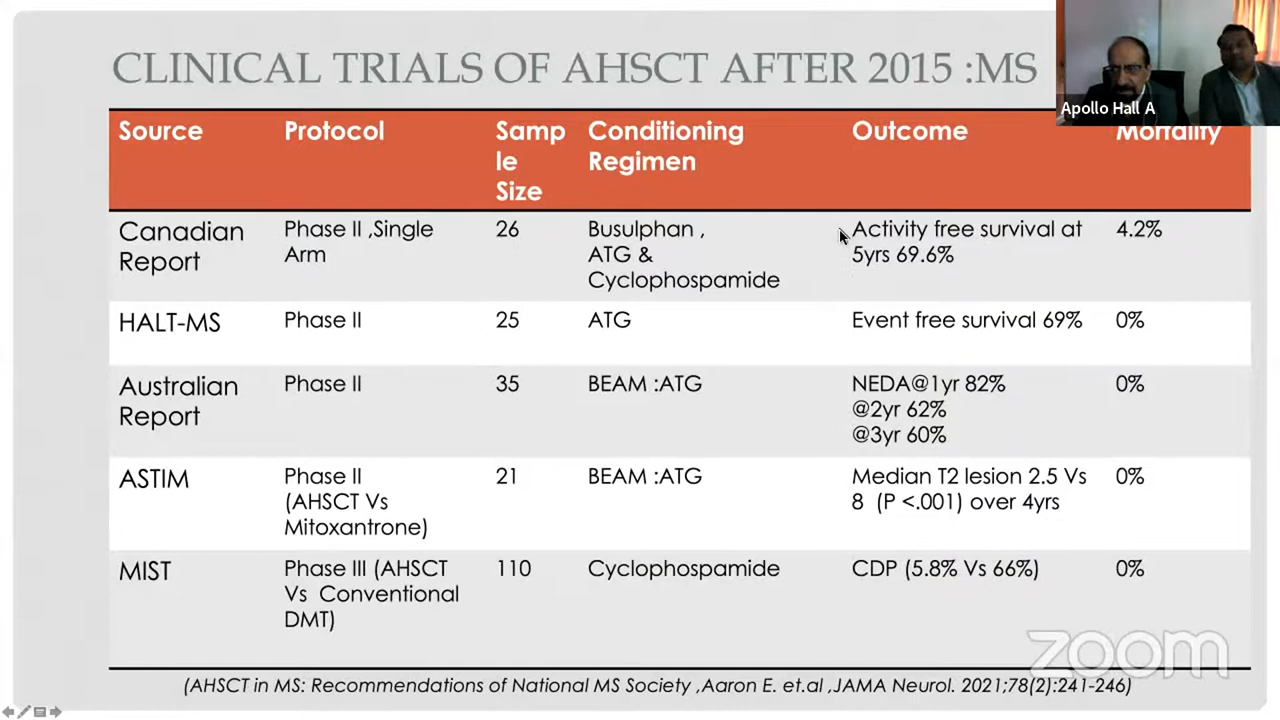 CLINICAL TRIALS OF AHSCT AFTER 2015 :MS
Apollo Hall A
Source
Protocol
Samp
le
Size
Conditioning
Regimen
Outcome
Mortality
Canadian
Report
Phase II ,Single
Arm
26
Busulphan ,
ATG &
Cyclophospamide
Activity free survival at
5yrs 69.6%
4.2%
HALT-MS
Phase II
25
ATG
Event free survival 69%
0%
Australian
Report
Phase II
35
BEAM :ATG
NEDA@1yr 82%
@2yr 62%
@3yr 60%
0%
ASTIM
Phase II
(AHSCT Vs
Mitoxantrone)
21
BEAM :ATG
Median T2 lesion 2.5 Vs
8 (P <.001) over 4yrs
0%
MIST
Phase III (AHSCT
Vs Conventional
DMT)
110
Cyclophospamide
CDP (5.8% Vs 66%)
0%
zoom
(AHSCT in MS: Recommendations of National MS Society ,Aaron E. et.al ,JAMA Neurol. 2021;78(2):241-246)